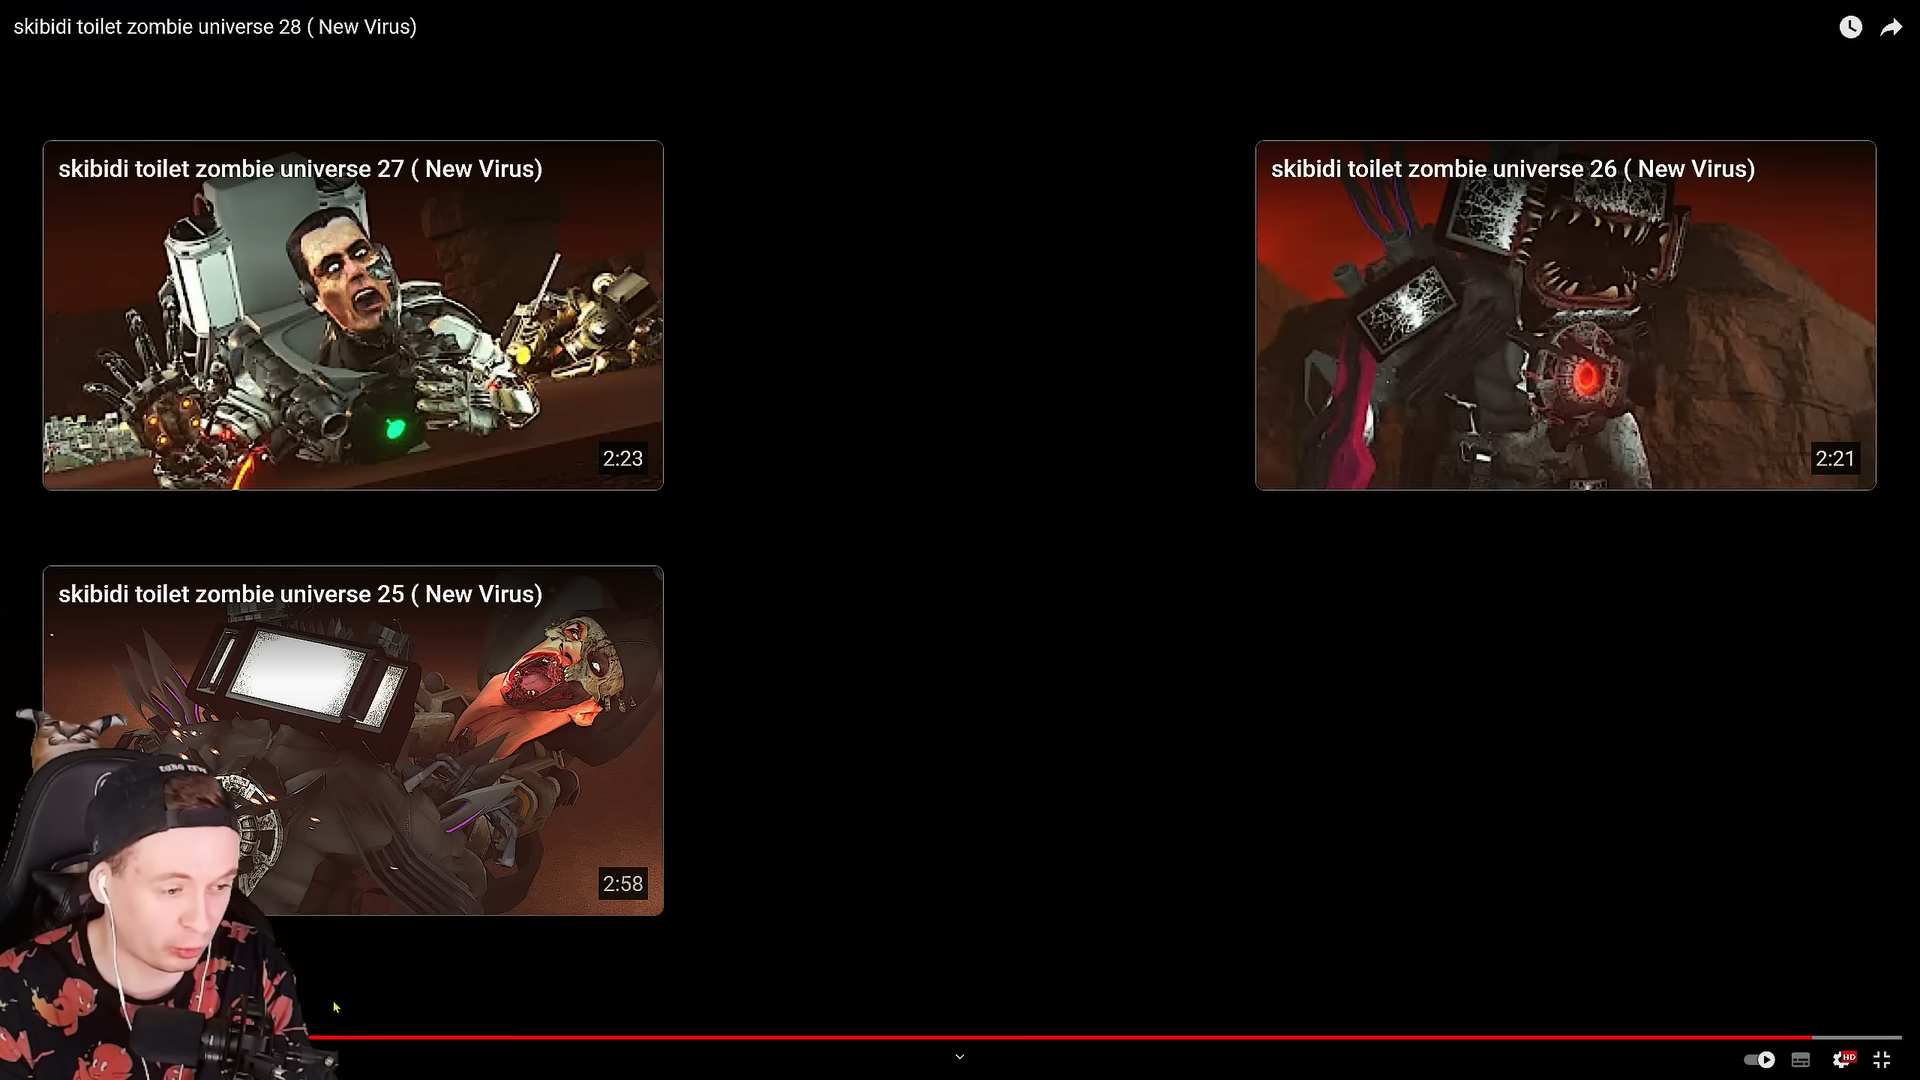 skibidi toilet zombie universe 28 ( New Virus)
skibidi toilet zombie universe 27 ( New Virus)
2:23
skibidi toilet zombie universe 26 ( New Virus)
2:21
skibidi toilet zombie universe 25 ( New Virus)
2:58
HD